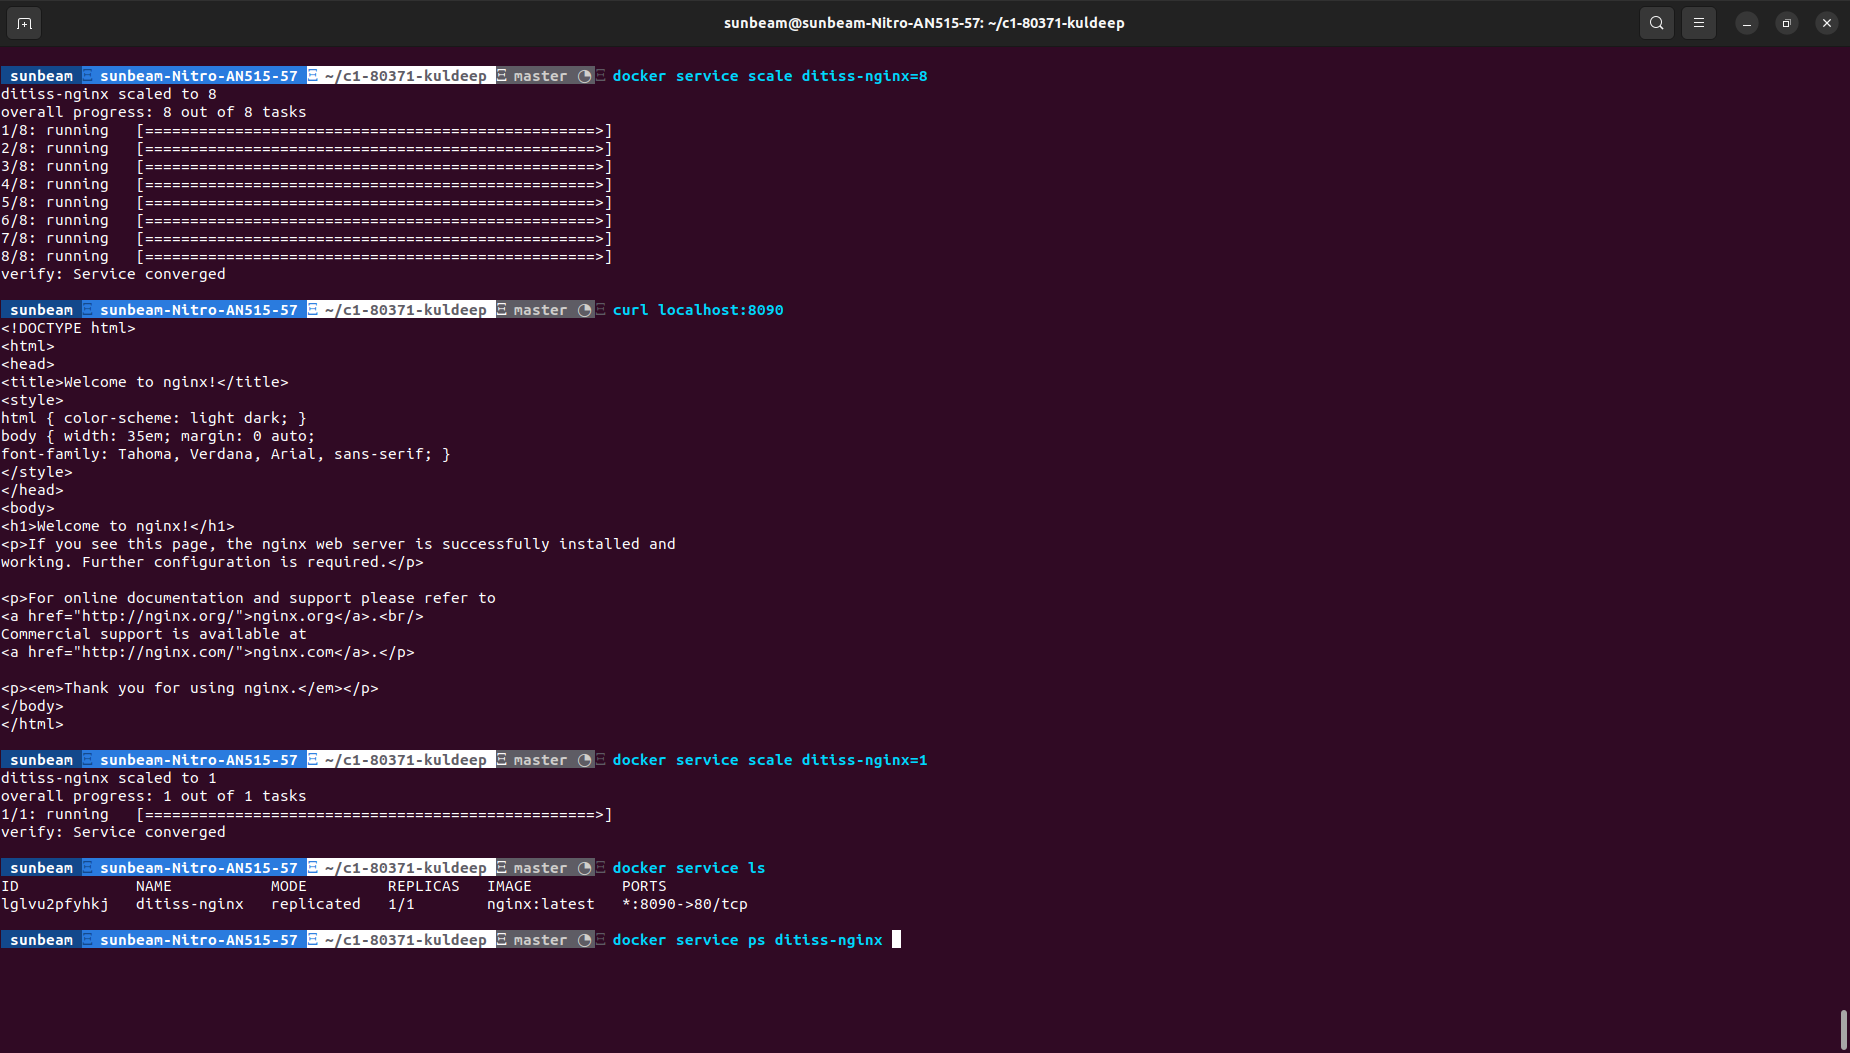 sunbeam@sunbeam-Nitro-AN515-57: ~/c1-80371-kuldeep
sunbeam sunbeam-Nitro-AN515-57 ~/c1-80371-kuldeep master docker service scale ditiss-nginx=8
ditiss-nginx scaled to 8
overall progress: 8 out of 8 tasks
1/8: running   [==================================================>]
2/8: running   [==================================================>]
3/8: running   [==================================================>]
4/8: running   [==================================================>]
5/8: running   [==================================================>]
6/8: running   [==================================================>]
7/8: running   [==================================================>]
8/8: running   [==================================================>]
verify: Service converged
sunbeam sunbeam-Nitro-AN515-57 ~/c1-80371-kuldeep master curl localhost:8090
<!DOCTYPE html>
<html>
<head>
<title>Welcome to nginx!</title>
<style>
html { color-scheme: light dark; }
body { width: 35em; margin: 0 auto;
font-family: Tahoma, Verdana, Arial, sans-serif; }
</style>
</head>
<body>
<h1>Welcome to nginx!</h1>
<p>If you see this page, the nginx web server is successfully installed and
working. Further configuration is required.</p>
<p>For online documentation and support please refer to
<a href="http://nginx.org/">nginx.org</a>.<br/>
Commercial support is available at
<a href="http://nginx.com/">nginx.com</a>.</p>
<p><em>Thank you for using nginx.</em></p>
</body>
</html>
sunbeam sunbeam-Nitro-AN515-57 ~/c1-80371-kuldeep master docker service scale ditiss-nginx=1
ditiss-nginx scaled to 1
overall progress: 1 out of 1 tasks
1/1: running   [==================================================>]
verify: Service converged
sunbeam sunbeam-Nitro-AN515-57 ~/c1-80371-kuldeep master docker service ls
ID             NAME           MODE         REPLICAS   IMAGE          PORTS
lglvu2pfyhkj   ditiss-nginx   replicated   1/1        nginx:latest   *:8090->80/tcp
sunbeam sunbeam-Nitro-AN515-57 ~/c1-80371-kuldeep master docker service ps ditiss-nginx